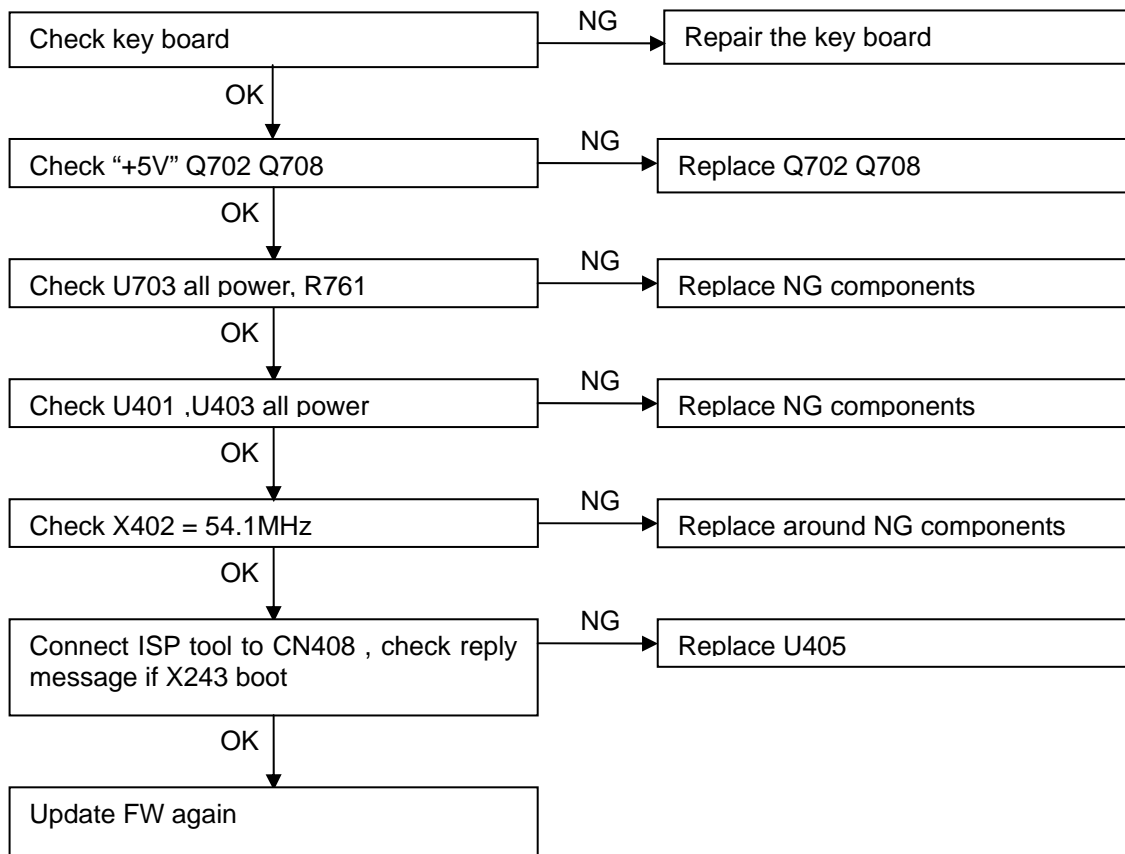 Check key board
NG
Repair the key board
OK
Check “+5V” Q702 Q708
NG
Replace Q702 Q708
OK
Check U703 all power, R761
NG
Replace NG components
OK
Check U401 ,U403 all power
NG
Replace NG components
OK
Check X402 = 54.1MHz
NG
Replace around NG components
OK
Connect ISP tool to CN408 , check reply
message if X243 boot
NG
Replace U405
OK
Update FW again